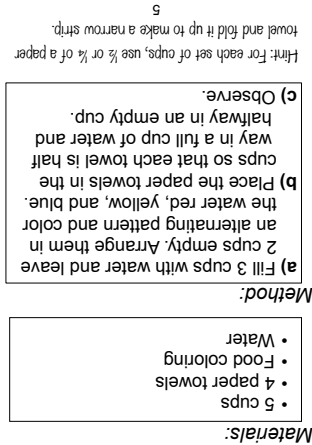 Materials:
• 5 cups
• 4 paper towels
• Food coloring
• Water
Method:
a) Fill 3 cups with water and leave
2 cups empty. Arrange them in
an alternating pattern and color
the water red, yellow, and blue.
b) Place the paper towels in the
cups so that each towel is half
way in a full cup of water and
halfway in an empty cup.
c) Observe.
Hint: For each set of cups, use ½ or ¼ of a paper
towel and fold it up to make a narrow strip.
5